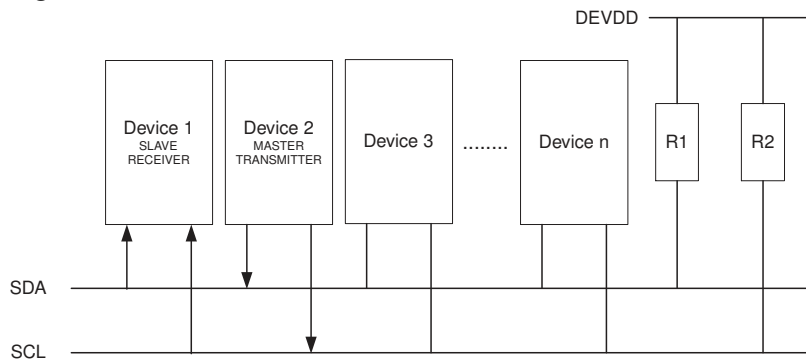 DEVDD
Device 1
SLAVE
RECEIVER
Device 2
MASTER
TRANSMITTER
Device 3
........
Device n
R1
R2
SDA
SCL